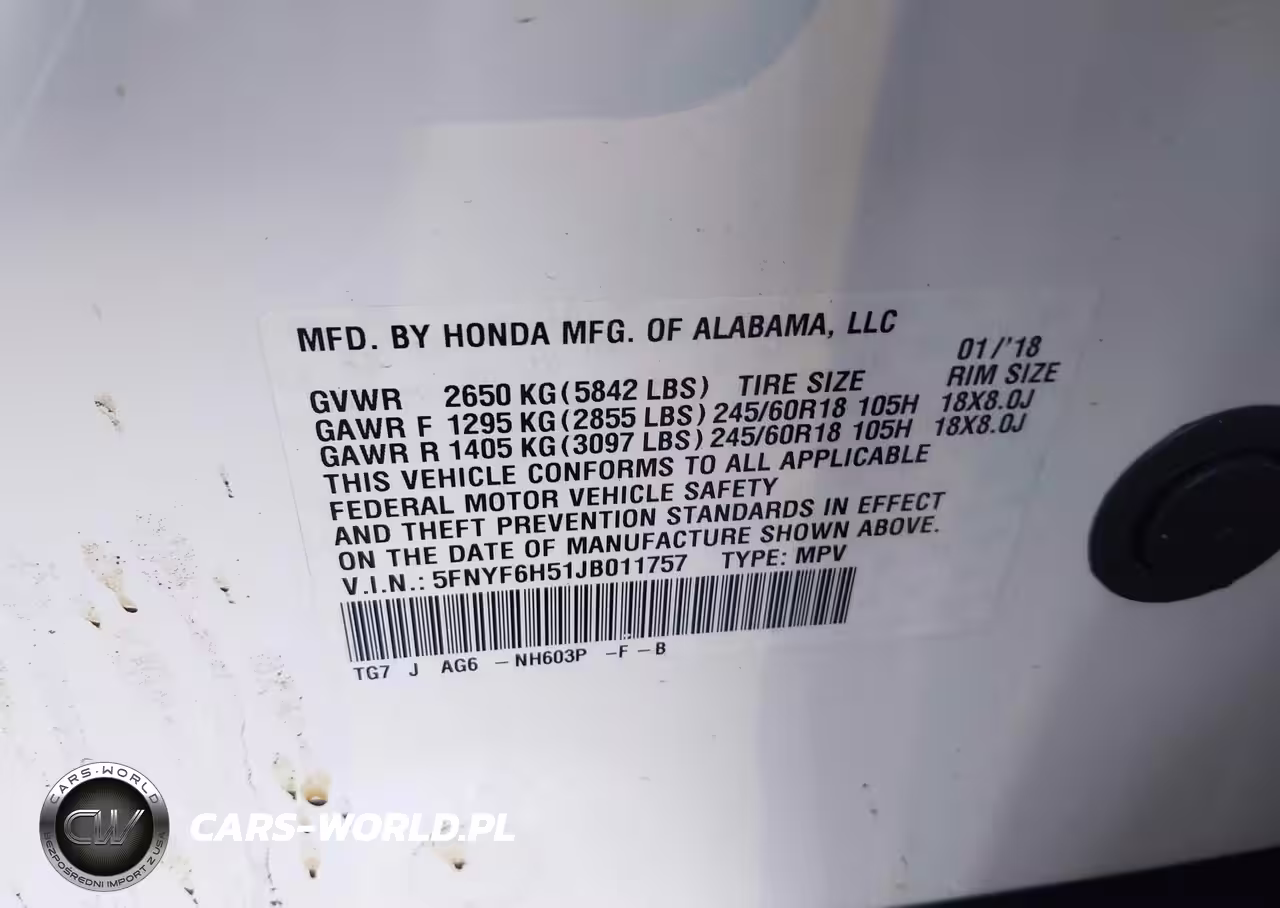 MFD. BY HONDA MFG. OF ALABAMA, LLC
01/'18
GVWR 2650 KG(5842 LBS) TIRE SIZE RIM SIZE
GAWR F 1295 KG(2855 LBS) 245/60R18 105H 18X8.0J
GAWR R 1405 KG(3097 LBS) 245/60R18 105H 18X8.0J
THIS VEHICLE CONFORMS TO ALL APPLICABLE
FEDERAL MOTOR VEHICLE SAFETY
AND THEFT PREVENTION STANDARDS IN EFFECT
ON THE DATE OF MANUFACTURE SHOWN ABOVE.
V.I.N.: 5FNYF6H51JB011757 TYPE: MPV
TG7 J AG6 -NH603P -F-B
CARS-WORLD
CW
BEZPOŚREDNI IMPORT Z USA
CARS-WORLD.PL